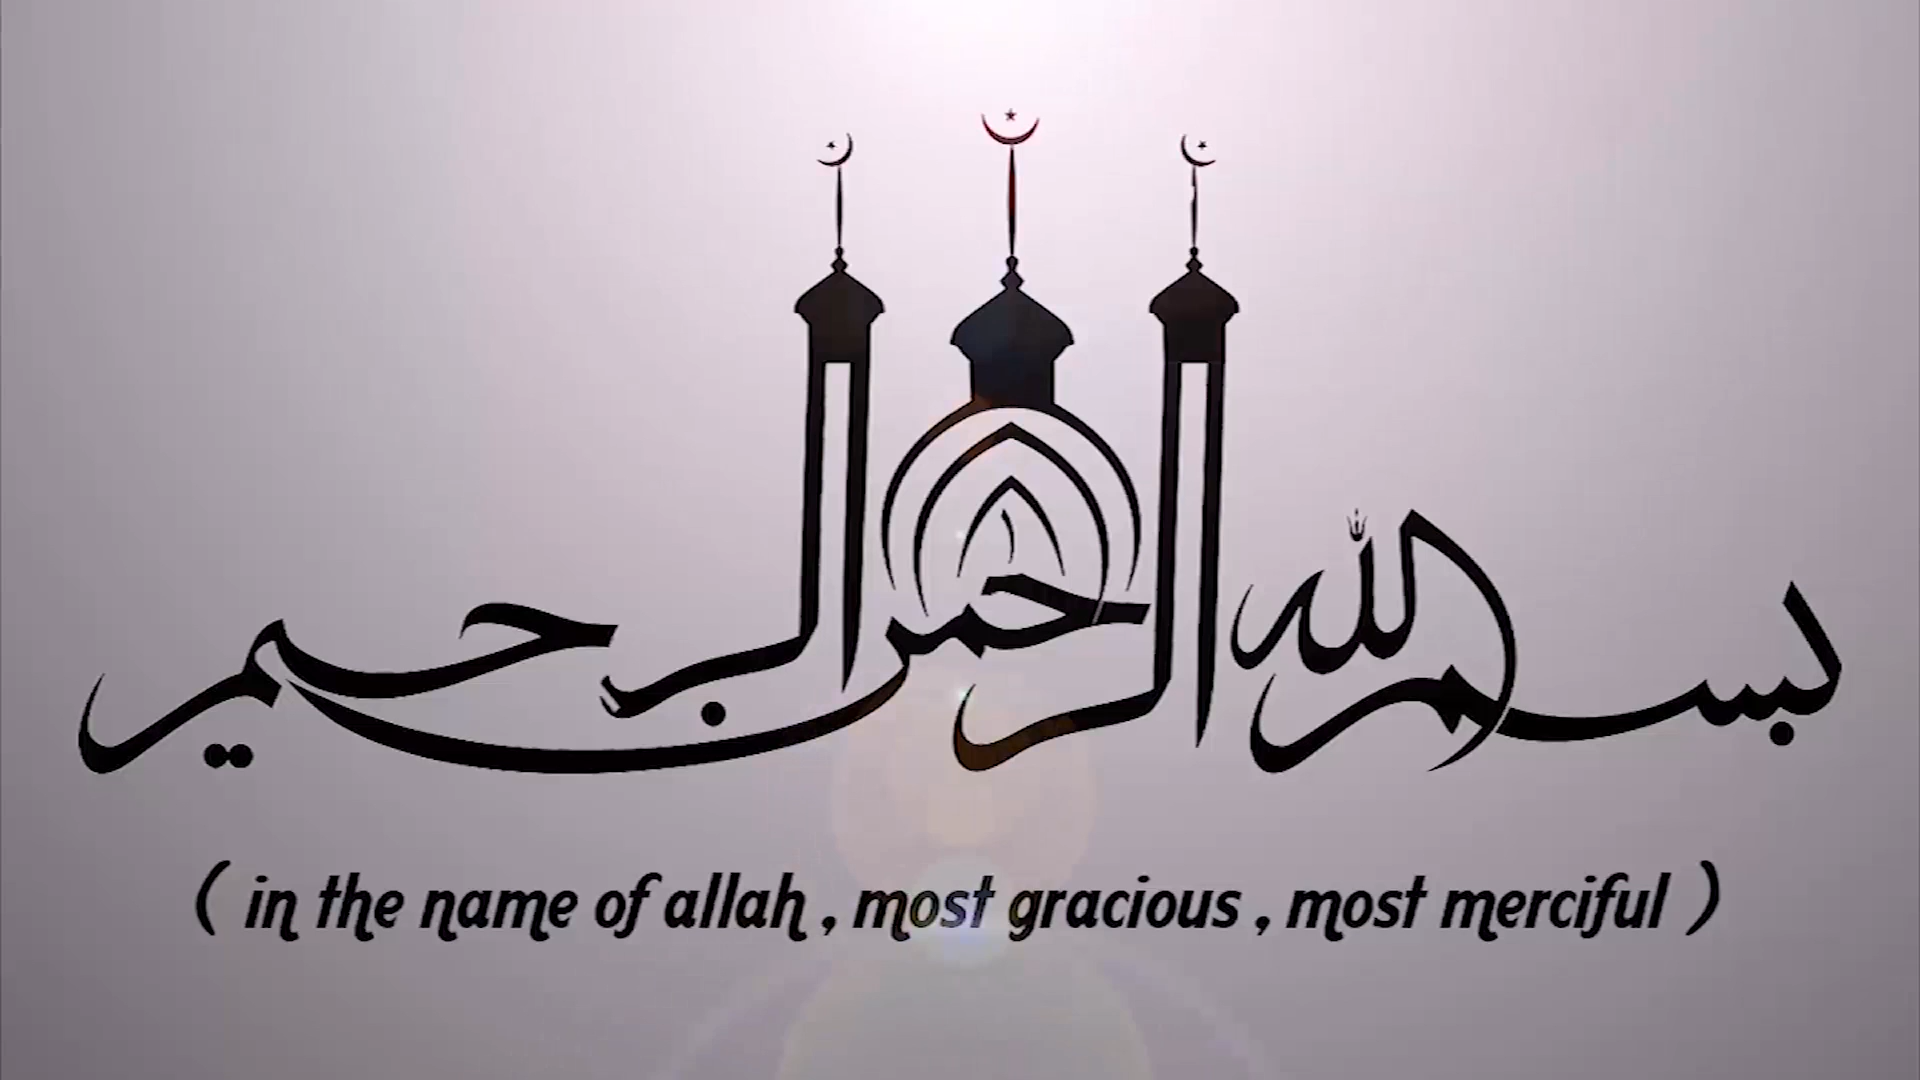 بسم الله الرحمن الرحيم
( in the name of allah , most gracious , most merciful )